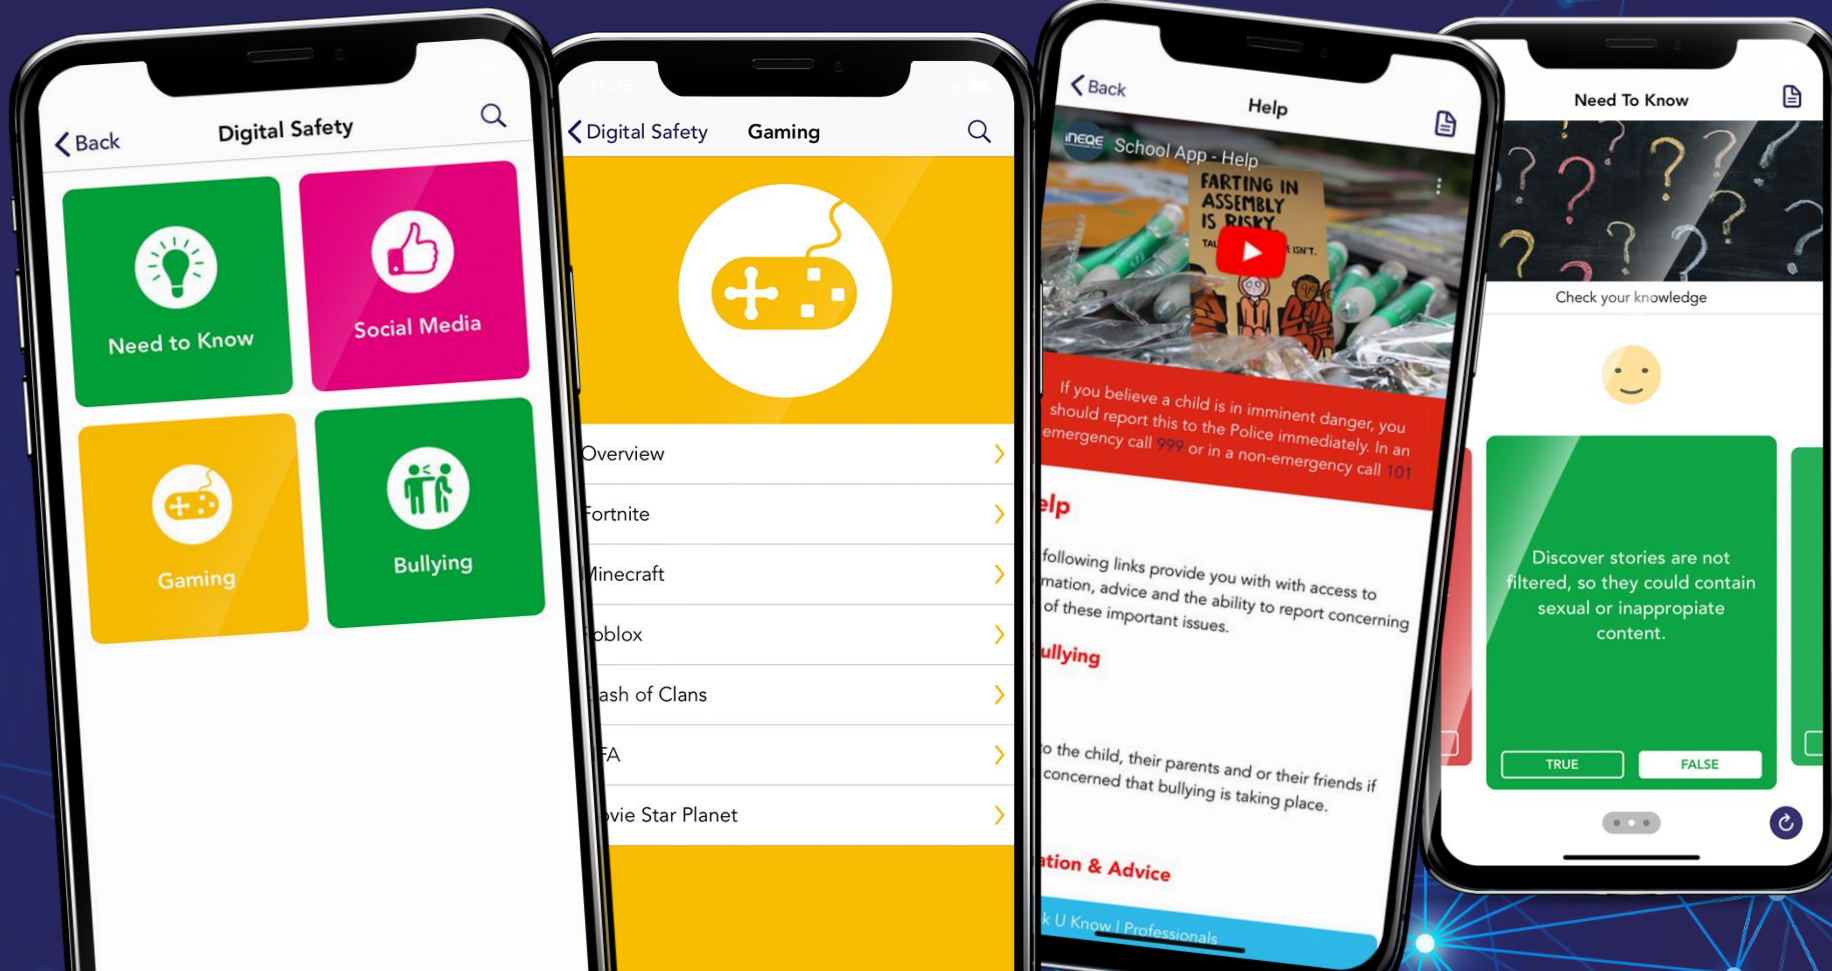 Back
Digital Safety
Need to Know
Social Media
Gaming
Bullying
Digital Safety
Gaming
Overview
Fortnite
Minecraft
oblox
ash of Clans
FA
ovie Star Planet
Back
Help
iNEQE
School App - Help
FARTING IN
ASSEMBLY
IS RISKY
ISN'T.
If you believe a child is in imminent danger, you
should report this to the Police immediately. In an
emergency call 999 or in a non-emergency call 101
elp
following links provide you with with access to
mation, advice and the ability to report concerning
of these important issues.
ullying
to the child, their parents and or their friends if
concerned that bullying is taking place.
ation & Advice
k U Know | Professionals
Need To Know
Check your knowledge
Discover stories are not
filtered, so they could contain
sexual or inappropiate
content.
TRUE
FALSE